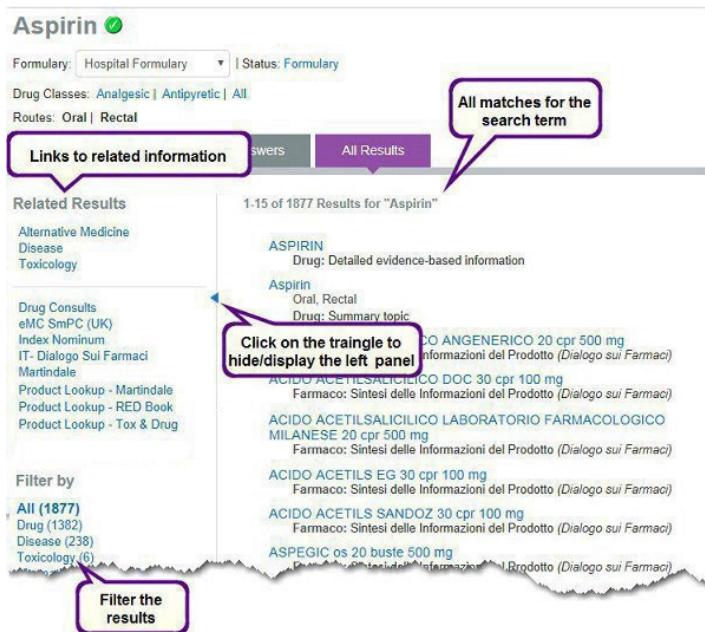 Aspirin
Formulary: Hospital Formulary | Status: Formulary
Drug Classes: Analgesic | Antipyretic | All
Routes: Oral | Rectal
All matches for the
search term
Links to related information
All Results
Related Results
Alternative Medicine
Disease
Toxicology
Drug Consults
eMC SmPC (UK)
Index Nominum
IT- Dialogo Sui Farmaci
Martindale
Product Lookup - Martindale
Product Lookup - RED Book
Product Lookup - Tox & Drug
Filter by
All (1877)
Drug (1382)
Disease (238)
Toxicology (6)
Filter the
results
Click on the traingle to
hide/display the left panel
1-15 of 1877 Results for "Aspirin"
ASPIRIN
Drug: Detailed evidence-based information
Aspirin
Oral, Rectal
Drug: Summary topic
ANGENERICO 20 cpr 500 mg
Informazioni del Prodotto (Dialogo sui Farmaci)
ACIDO ACETILSALICILICO DOC 30 cpr 100 mg
Farmaco: Sintesi delle Informazioni del Prodotto (Dialogo sui Farmaci)
ACIDO ACETILSALICILICO LABORATORIO FARMACOLOGICO
MILANESE 20 cpr 500 mg
Farmaco: Sintesi delle Informazioni del Prodotto (Dialogo sui Farmaci)
ACIDO ACETILS EG 30 cpr 100 mg
Farmaco: Sintesi delle Informazioni del Prodotto (Dialogo sui Farmaci)
ACIDO ACETILS SANDOZ 30 cpr 100 mg
Farmaco: Sintesi delle Informazioni del Prodotto (Dialogo sui Farmaci)
ASPEGIC os 20 buste 500 mg
Prodotto (Dialogo sui Farmaci)